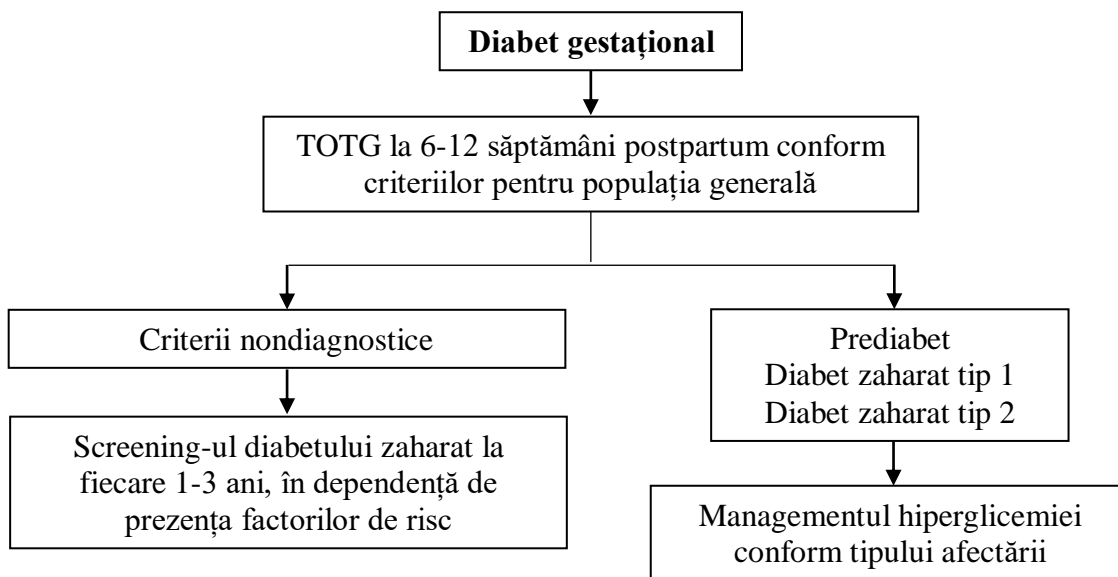 Diabet gestațional
TOTG la 6-12 săptămâni postpartum conform
criteriilor pentru populația generală
Criterii nondiagnostice
Screening-ul diabetului zaharat la
fiecare 1-3 ani, în dependență de
prezența factorilor de risc
Prediabet
Diabet zaharat tip 1
Diabet zaharat tip 2
Managementul hiperglicemiei
conform tipului afectării